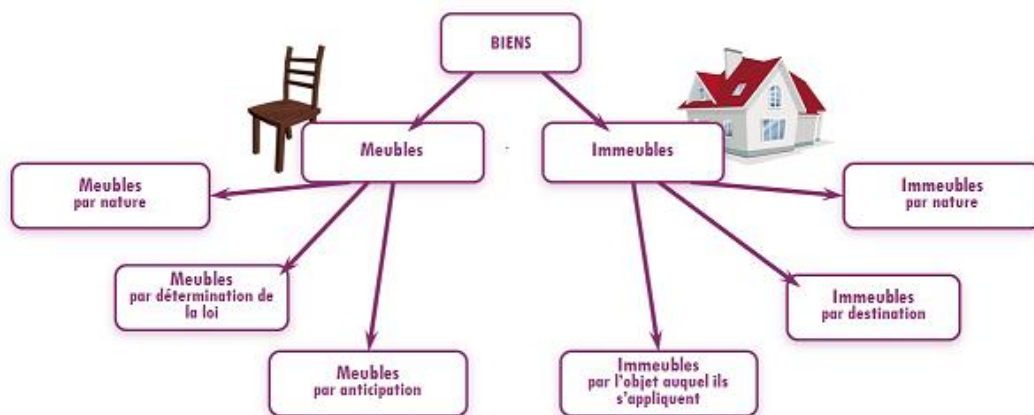 BIENS
Meubles
Immeubles
Meubles
par nature
Immeubles
par nature
Meubles
par détermination de
la loi
Immeubles
par destination
Meubles
par anticipation
Immeubles
par l'objet auquel ils
s'appliquent